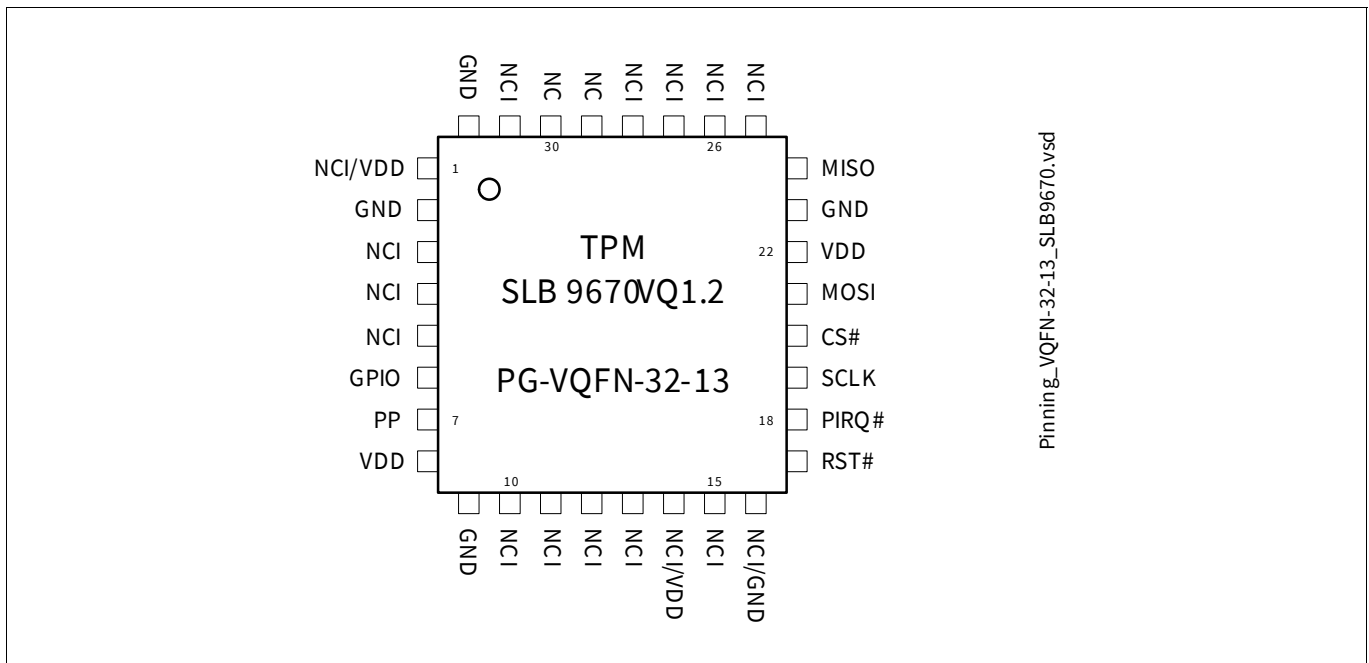 GND
NCI
NC
NC
NCI
NCI
NCI
NCI
30
26
NCI/VDD
1
MISO
GND
GND
NCI
22
VDD
TPM
NCI
SLB 9670VQ1.2
MOSI
NCI
CS#
GPIO
PG-VQFN-32-13
SCLK
PP
7
18
PIRQ#
VDD
RST#
10
15
GND
NCI
NCI
NCI
NCI
NCI/VDD
NCI
NCI/GND
Pinning_VQFN-32-13_SLB9670.vsd